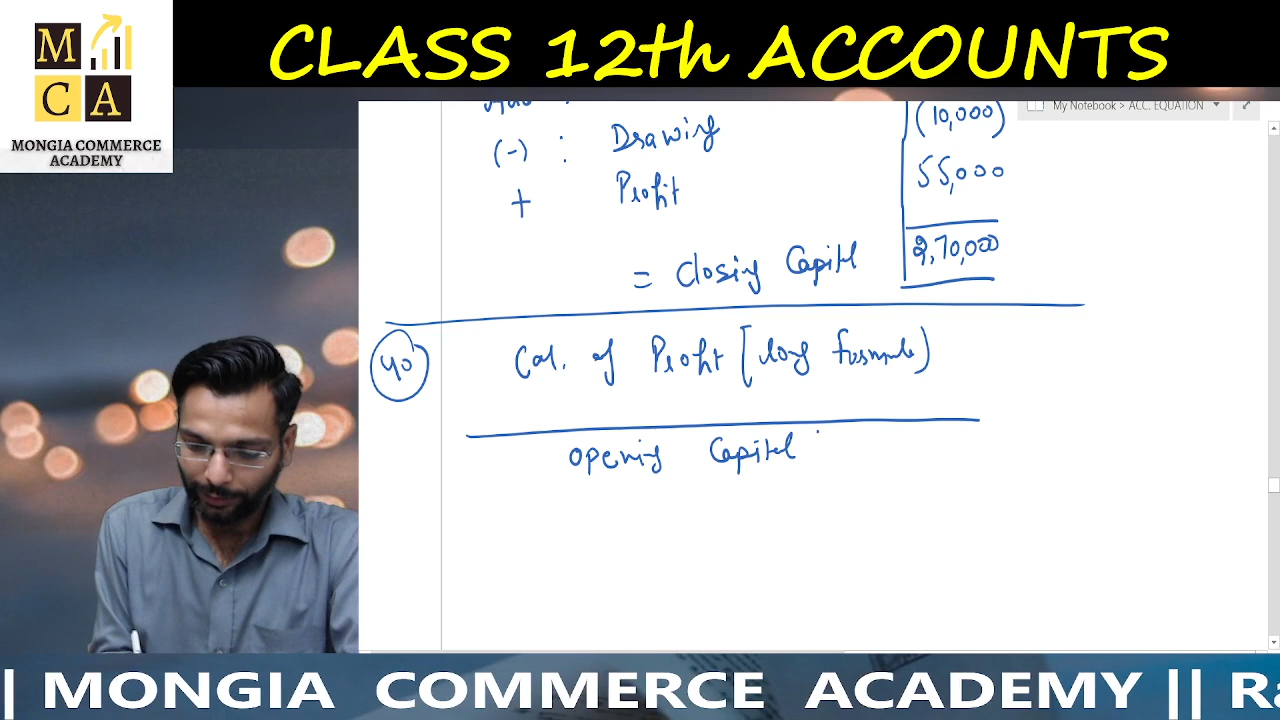 CLASS 12th ACCOUNTS
M
C A
MONGIA COMMERCE
ACADEMY
My Notebook > ACC. EQUATION
(10,000)
(-) : Drawing
55,000
+ Profit
2,70,000
= Closing Capital
40
Cal. of Profit [long formula)
Opening Capital
|| MONGIA COMMERCE ACADEMY || Ra